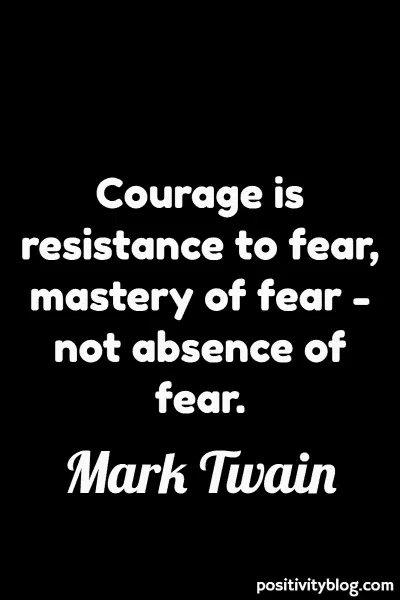 Courage is
resistance to fear,
mastery of fear -
not absence of
fear.
Mark Twain
positivityblog.com